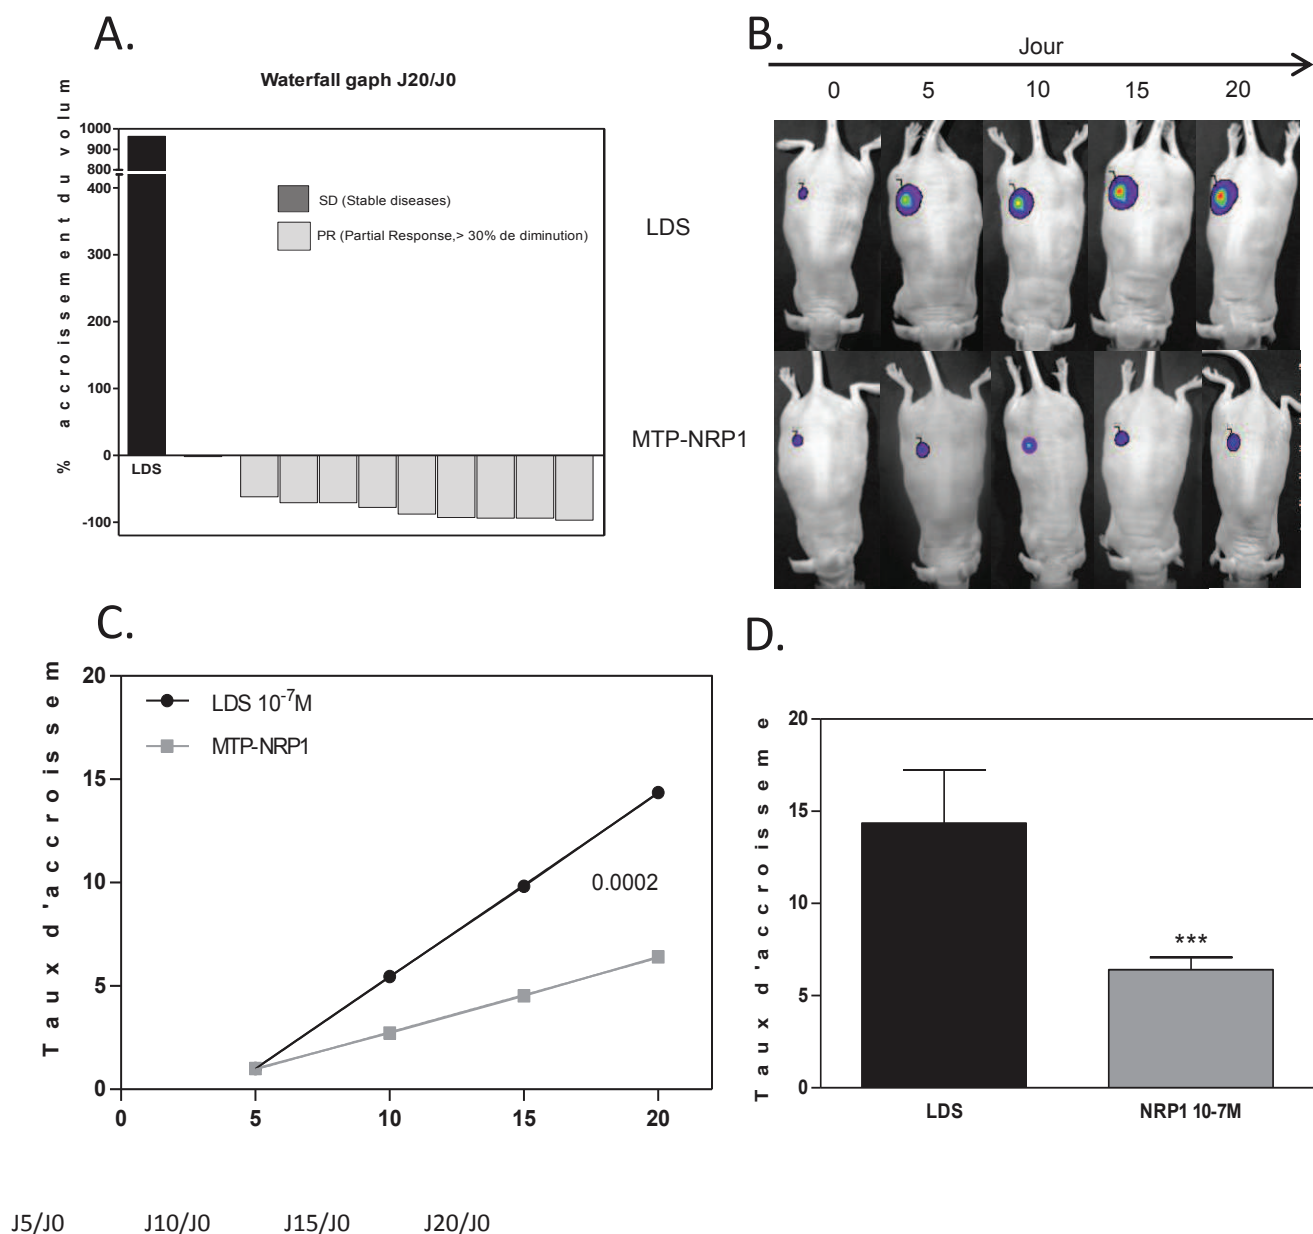 A.
Waterfall gaph J20/J0
% accroissement du volum
1000
900
800
400
300
200
100
0
-100
SD (Stable diseases)
PR (Partial Response,> 30% de diminution)
LDS
B.
Jour
0 5 10 15 20
LDS
MTP-NRP1
C.
Taux d'accroissem
20
15
10
5
0
LDS 10-7M
MTP-NRP1
0.0002
0 5 10 15 20
J5/J0 J10/J0 J15/J0 J20/J0
D.
Taux d'accroisseme
20
15
10
5
0
***
LDS NRP1 10-7M